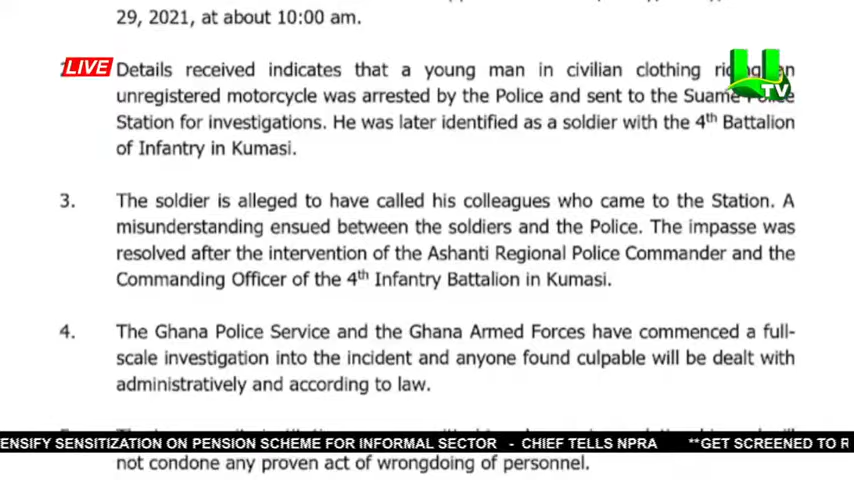 29, 2021, at about 10:00 am.
LIVE
Details received indicates that a young man in civilian clothing
unregistered motorcycle was arrested by the Police and sent to the Suame
Station for investigations. He was later identified as a soldier with the 4th Battalion
of Infantry in Kumasi.
3. The soldier is alleged to have called his colleagues who came to the Station. A
misunderstanding ensued between the soldiers and the Police. The impasse was
resolved after the intervention of the Ashanti Regional Police Commander and the
Commanding Officer of the 4th Infantry Battalion in Kumasi.
4. The Ghana Police Service and the Ghana Armed Forces have commenced a full-
scale investigation into the incident and anyone found culpable will be dealt with
administratively and according to law.
ENSIFY SENSITIZATION ON PENSION SCHEME FOR INFORMAL SECTOR - CHIEF TELLS NPRA **GET SCREENED TO R
not condone any proven act of wrongdoing of personnel.
UTV